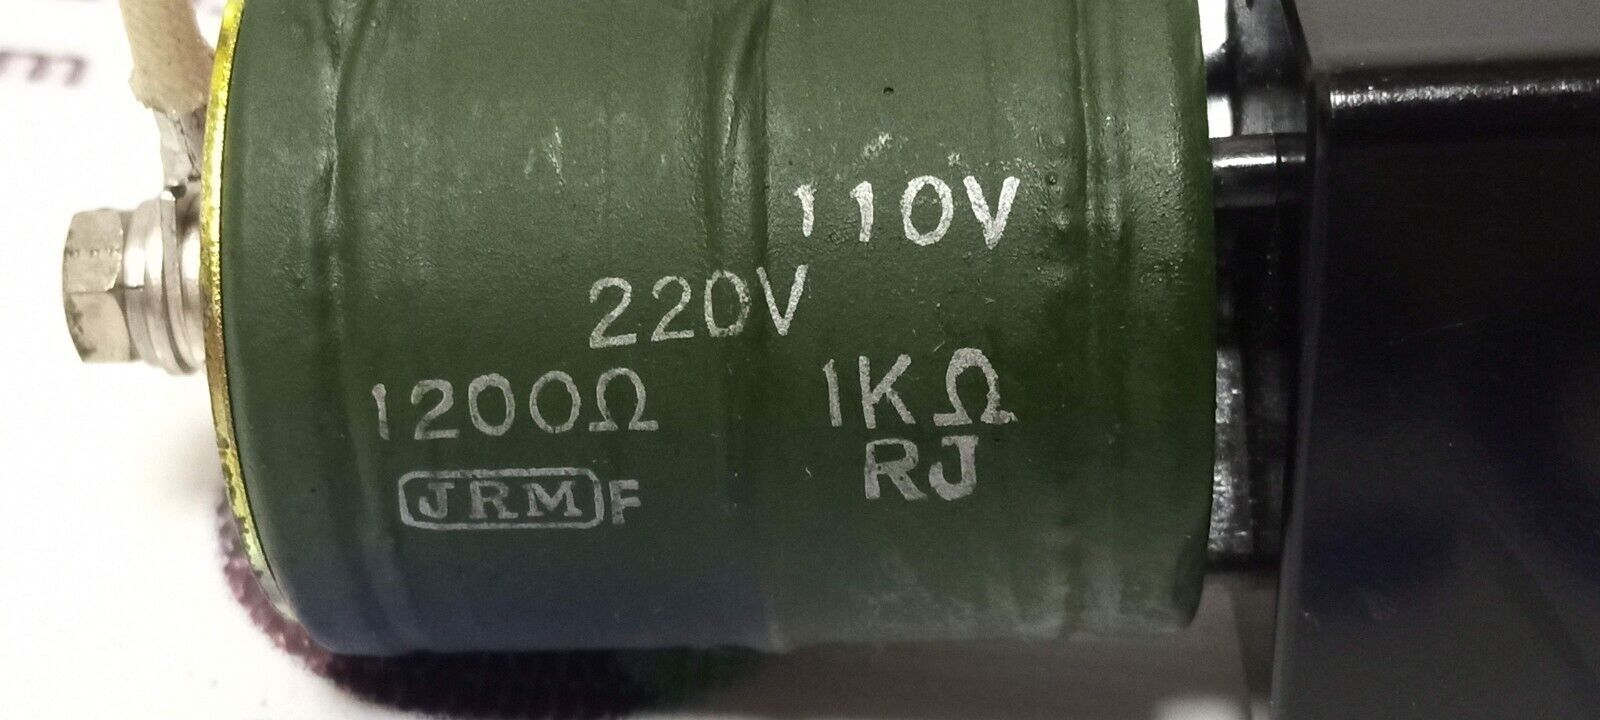 110V
220V
1200Ω 1KΩ
RJ
JRM F
m